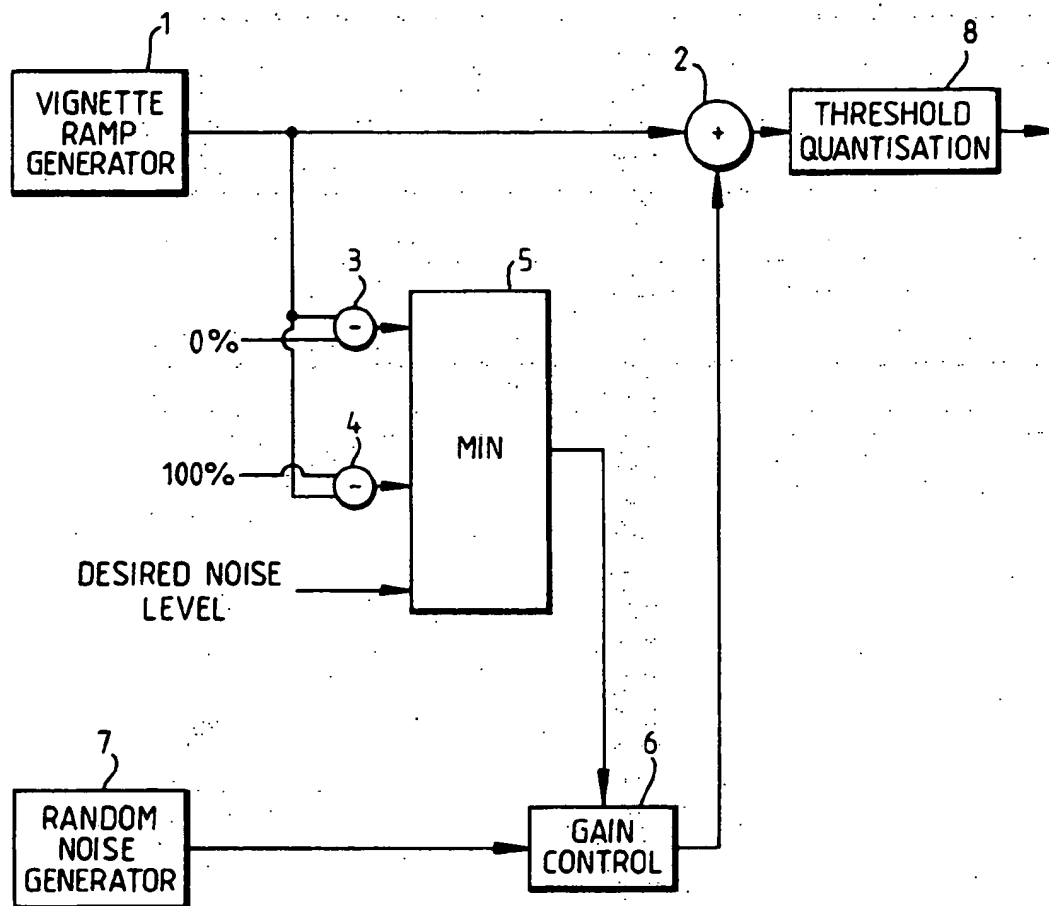 1
VIGNETTE
RAMP
GENERATOR
2
+
8
THRESHOLD
QUANTISATION
3
-
0%
4
-
100%
5
MIN
DESIRED NOISE
LEVEL
7
RANDOM
NOISE
GENERATOR
6
GAIN
CONTROL